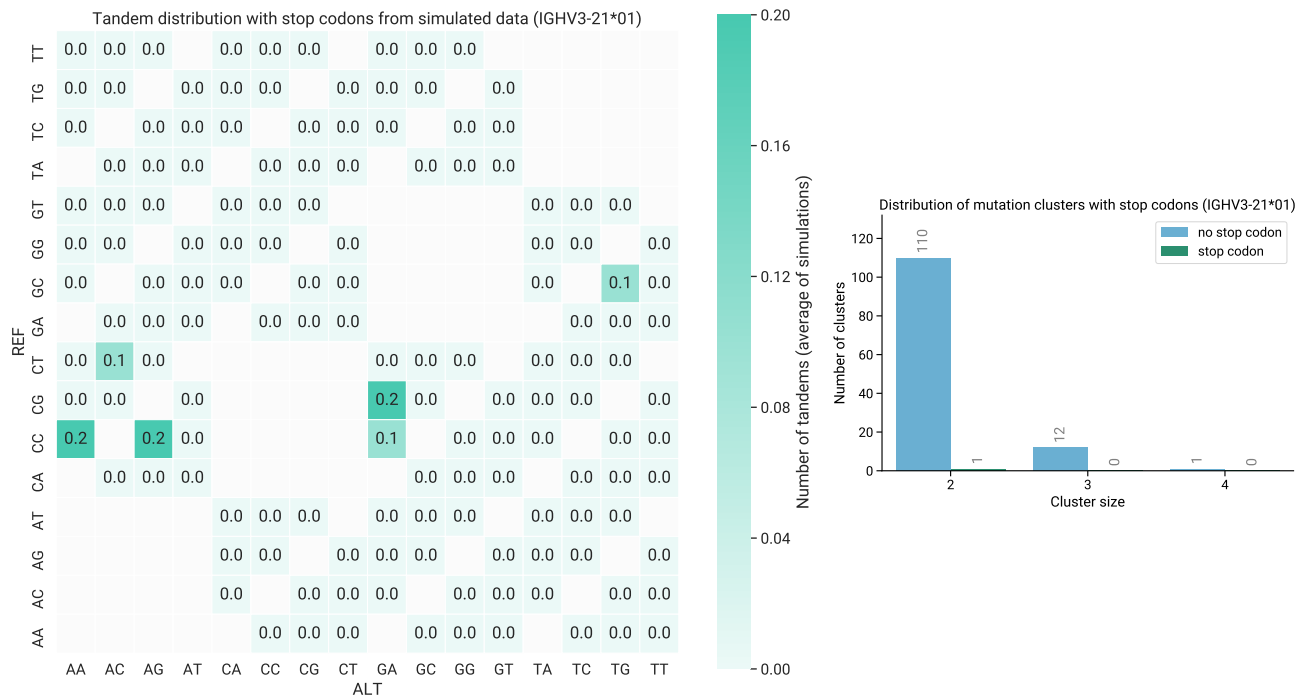 Tandem distribution with stop codons from simulated data (IGHV3-21*01)
TT 0.0 0.0 0.0 0.0 0.0 0.0 0.0 0.0 0.0
TG 0.0 0.0 0.0 0.0 0.0 0.0 0.0 0.0 0.0
TC 0.0 0.0 0.0 0.0 0.0 0.0 0.0 0.0 0.0
TA 0.0 0.0 0.0 0.0 0.0 0.0 0.0 0.0 0.0
GT 0.0 0.0 0.0 0.0 0.0 0.0 0.0 0.0 0.0
GG 0.0 0.0 0.0 0.0 0.0 0.0 0.0 0.0 0.0
GC 0.0 0.0 0.0 0.0 0.0 0.0 0.0 0.1 0.0
GA 0.0 0.0 0.0 0.0 0.0 0.0 0.0 0.0 0.0
CT 0.0 0.1 0.0 0.0 0.0 0.0 0.0 0.0 0.0
CG 0.0 0.0 0.0 0.2 0.0 0.0 0.0 0.0 0.0
CC 0.2 0.2 0.0 0.1 0.0 0.0 0.0 0.0 0.0
CA 0.0 0.0 0.0 0.0 0.0 0.0 0.0 0.0 0.0
AT 0.0 0.0 0.0 0.0 0.0 0.0 0.0 0.0 0.0
AG 0.0 0.0 0.0 0.0 0.0 0.0 0.0 0.0 0.0
AC 0.0 0.0 0.0 0.0 0.0 0.0 0.0 0.0 0.0
AA 0.0 0.0 0.0 0.0 0.0 0.0 0.0 0.0 0.0
REF
AA AC AG AT CA CC CG CT GA GC GG GT TA TC TG TT
ALT
0.20
0.16
0.12
0.08
0.04
0.00
Number of tandems (average of simulations)
Distribution of mutation clusters with stop codons (IGHV3-21*01)
no stop codon
stop codon
120
100
80
60
40
20
0
Number of clusters
110
1
12
0
1
0
2 3 4
Cluster size